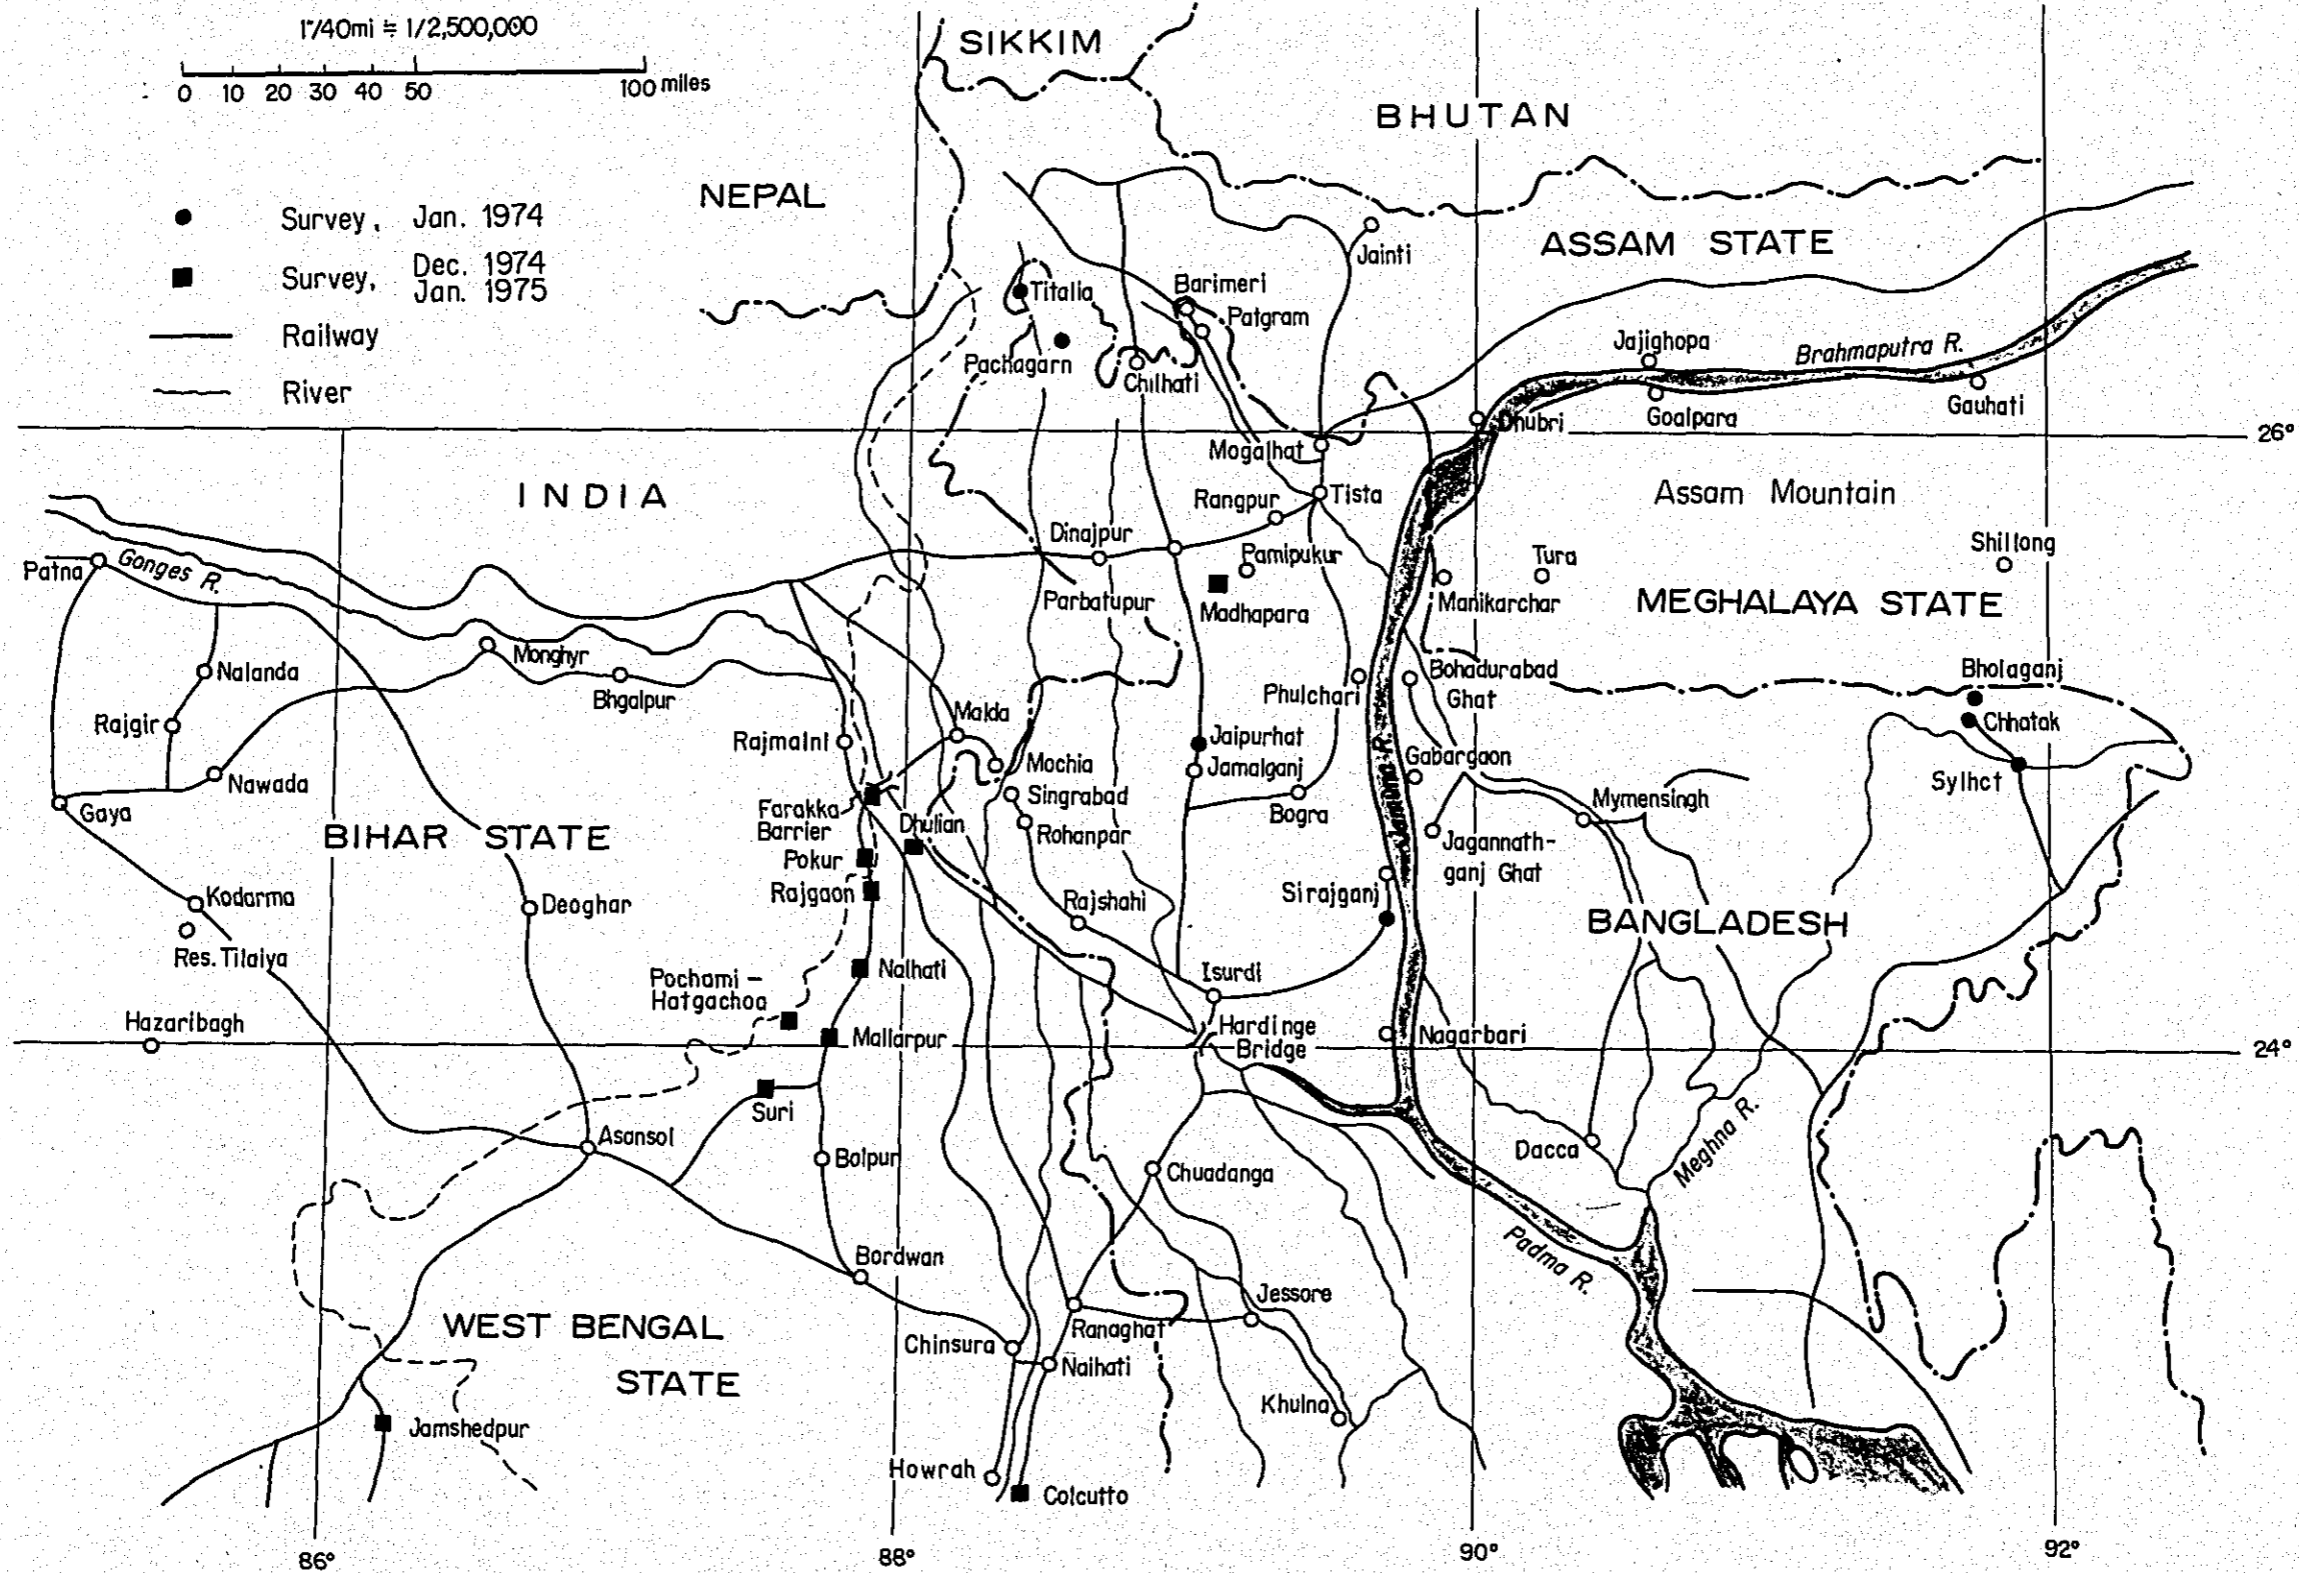 1"/40mi ≒ 1/2,500,000
0 10 20 30 40 50 100 miles
Survey, Jan. 1974
Survey, Dec. 1974
Jan. 1975
Railway
River
SIKKIM
BHUTAN
NEPAL
ASSAM STATE
Jainti
Barimeri
Titalia
Patgram
Pachagarn
Chilhati
Jajighopa
Brahmaputra R.
Goalpara
Gauhati
Dhubri
26°
Mogalhat
INDIA
Rangpur
Tista
Assam Mountain
Dinajpur
Pamipukur
Tura
Shillong
Patna
Gonges R.
Parbatupur
Madhapara
Manikarchar
MEGHALAYA STATE
Monghyr
Nalanda
Bhgalpur
Phulchari
Bohadurabad
Ghat
Bholaganj
Rajgir
Rajmalnl
Malda
Jaipurhat
Chhatak
Mochia
Jamalganj
Jamuna R.
Gabargaon
Sylhct
Nawada
Gaya
Farakka
Barrier
Singrabad
Dhulian
Rohanpar
Bogra
Mymensingh
BIHAR STATE
Pokur
Jagannath-
ganj Ghat
Rajgaon
Kodarma
Deoghar
Rajshahi
Sirajganj
BANGLADESH
Res. Tilaiya
Nalhati
Pochami -
Hatgachoa
Isurdi
Hazaribagh
Mallarpur
Hardinge
Bridge
Nagarbari
24°
Suri
Asansol
Bolpur
Chuadanga
Dacca
Meghna R.
Padma R.
Bordwan
Jessore
WEST BENGAL
STATE
Chinsura
Ranaghat
Naihati
Khulna
Jamshedpur
Howrah
Colcutto
86°
88°
90°
92°